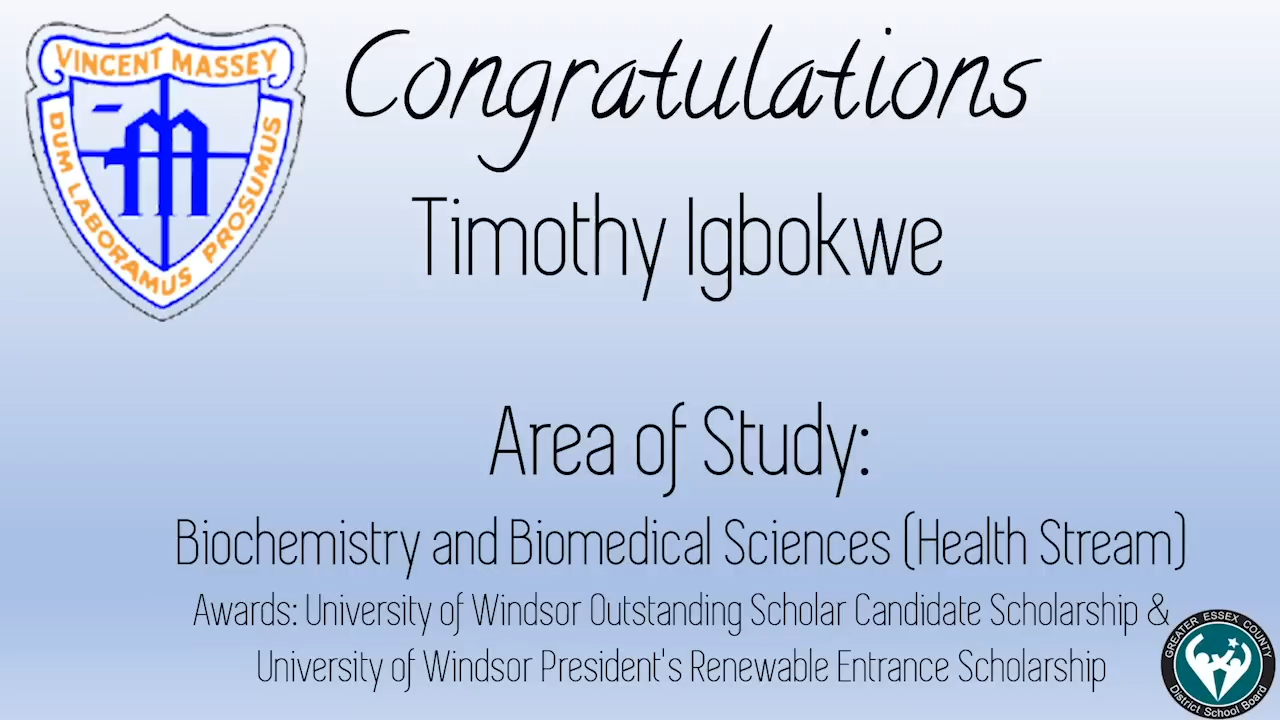 VINCENT MASSEY
DUM LABORAMUS PROSUMUS
Congratulations
Timothy Igbokwe
Area of Study:
Biochemistry and Biomedical Sciences (Health Stream)
Awards: University of Windsor Outstanding Scholar Candidate Scholarship &
University of Windsor President's Renewable Entrance Scholarship
GREATER ESSEX COUNTY
District School Board